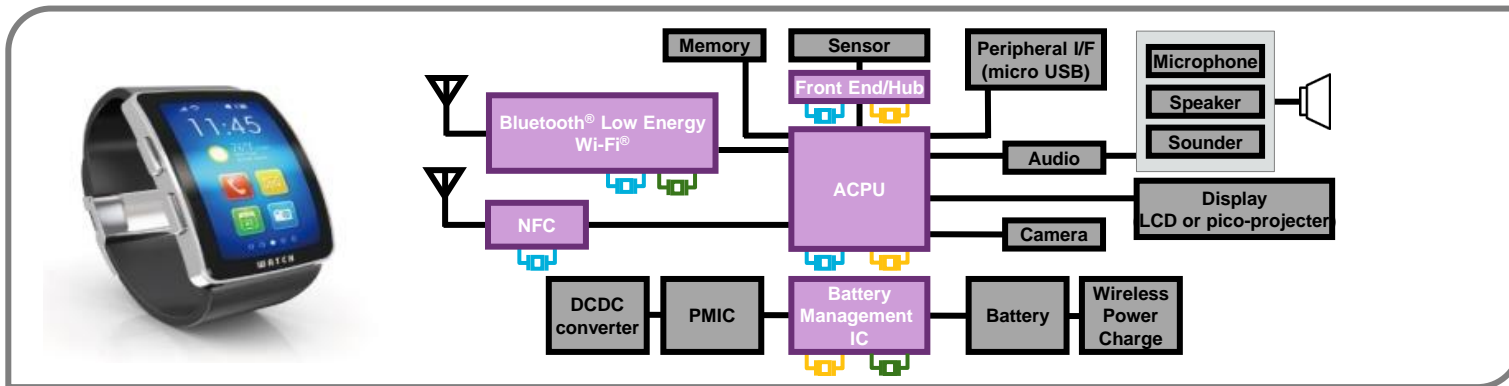 11:45
WATCH
Memory
Sensor
Peripheral I/F
(micro USB)
Microphone
Front End/Hub
Speaker
Bluetooth® Low Energy
Wi-Fi®
Sounder
Audio
ACPU
Display
LCD or pico-projecter
NFC
Camera
DCDC
converter
PMIC
Battery
Management
IC
Battery
Wireless
Power
Charge